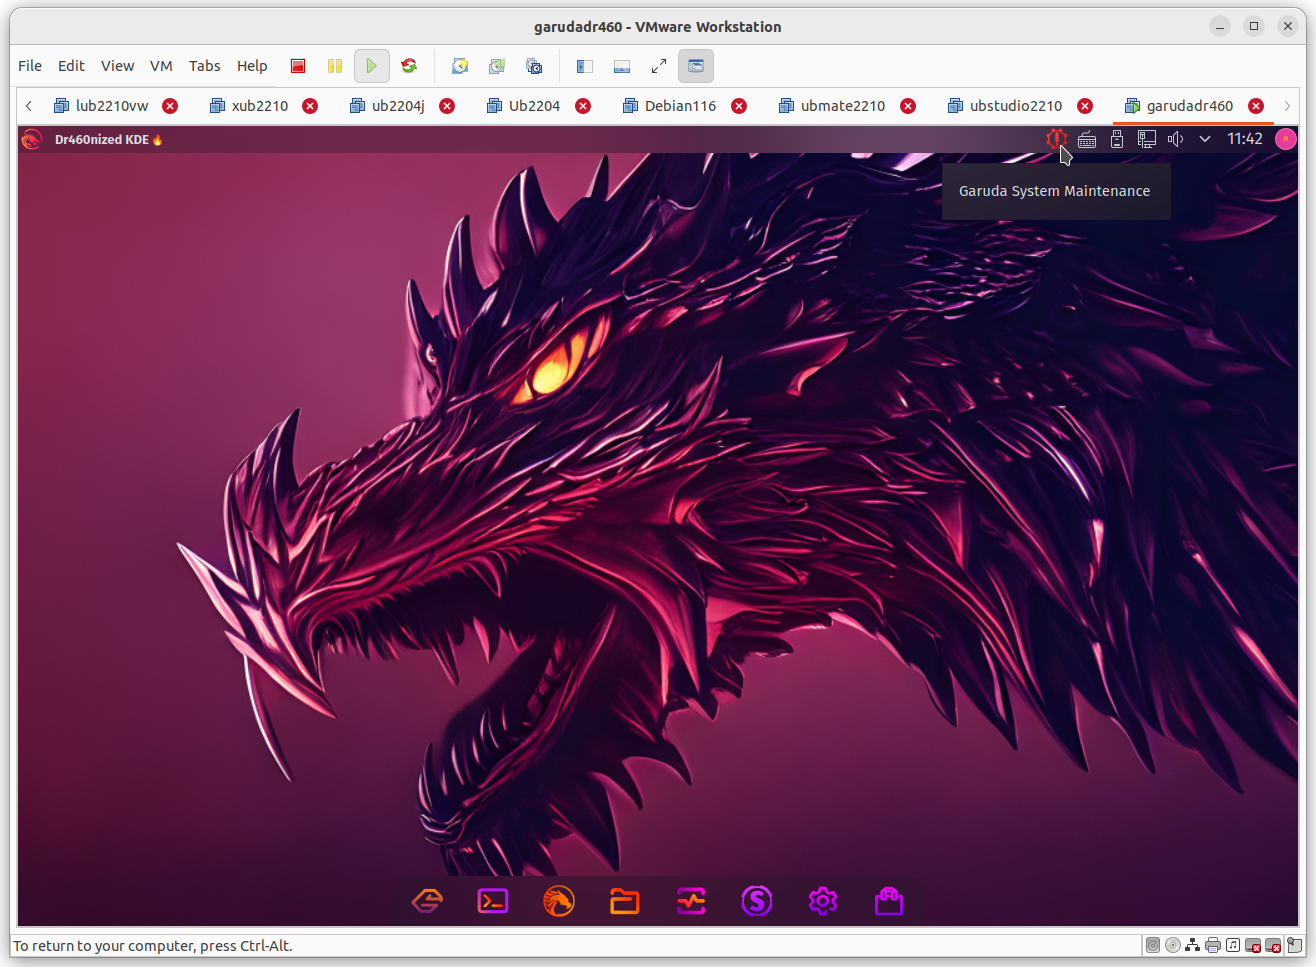 garudadr460 - VMware Workstation
File Edit View VM Tabs Help
lub2210vw xub2210 ub2204j Ub2204 Debian116 ubmate2210 ubstudio2210 garudadr460
Dr460nized KDE 11:42
Garuda System Maintenance
To return to your computer, press Ctrl-Alt.